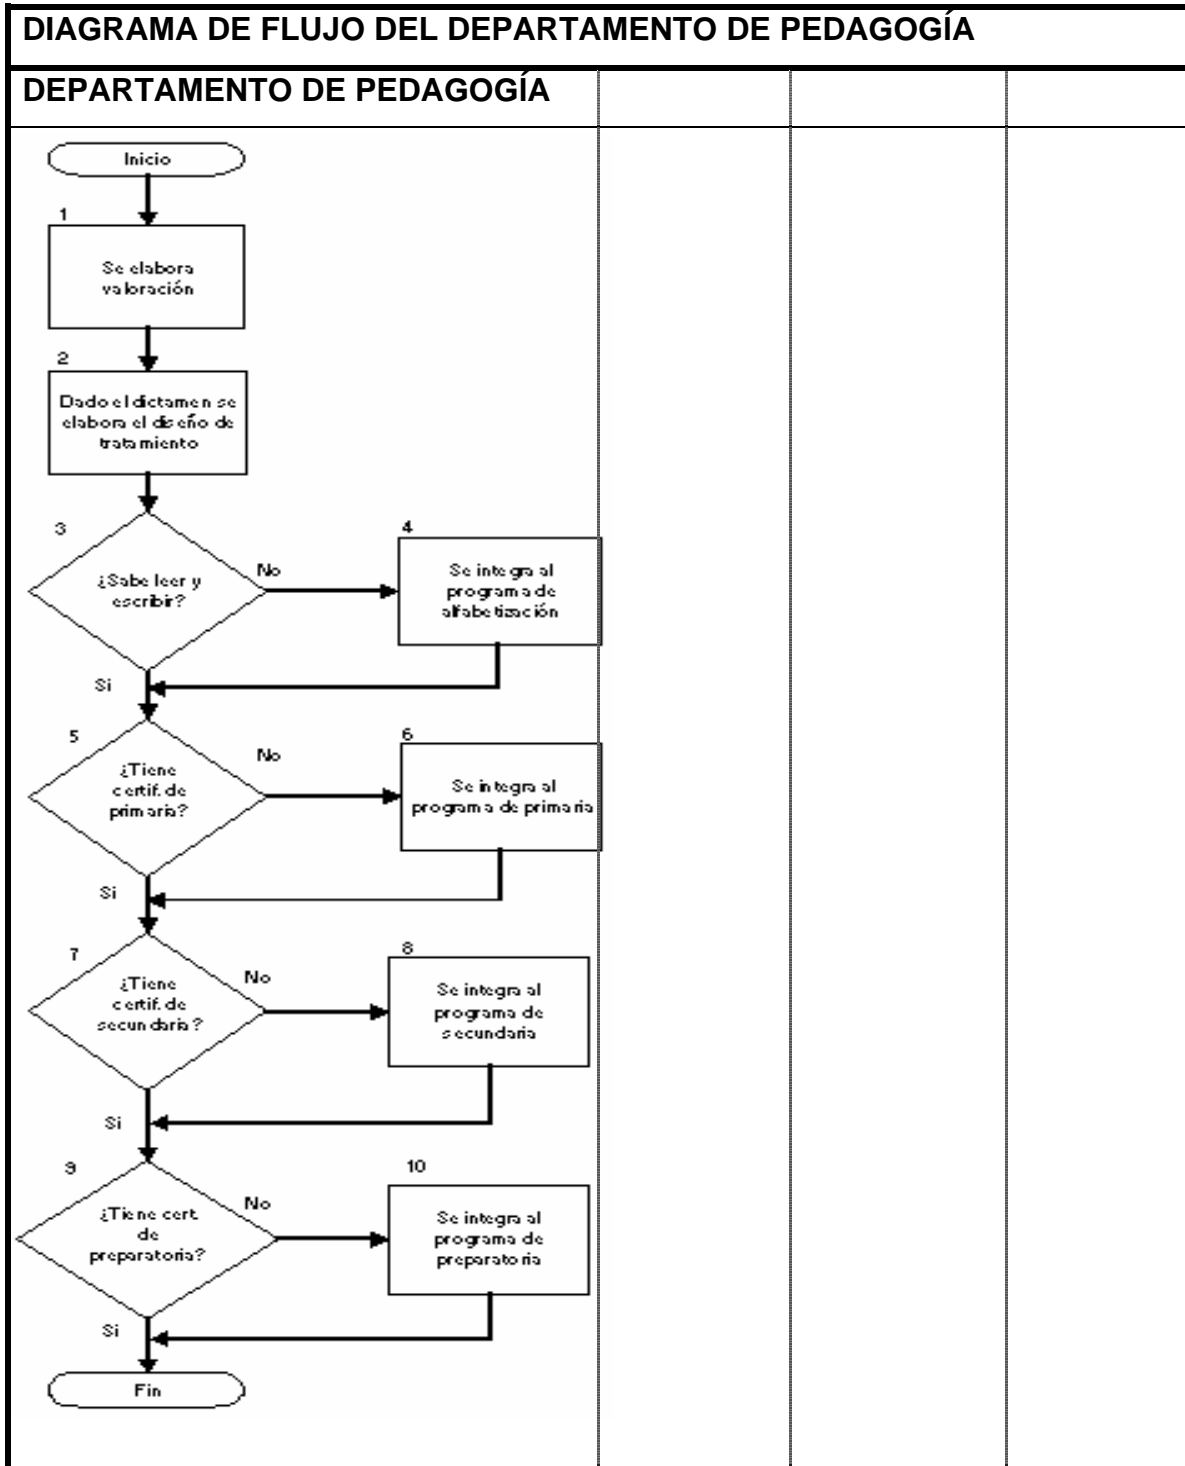 DIAGRAMA DE FLUJO DEL DEPARTAMENTO DE PEDAGOGÍA
DEPARTAMENTO DE PEDAGOGÍA
Inicio
1
Se elabora
valoración
2
Dado el dictamen se
elabora el diseño de
tratamiento
3
¿Sabe leer y
escribir?
No
4
Se integra al
programa de
alfabetización
Si
5
¿Tiene
certif. de
primaria?
No
6
Se integra al
programa de primaria
Si
7
¿Tiene
certif. de
secundaria?
No
8
Se integra al
programa de
secundaria
Si
9
¿Tiene cert.
de
preparatoria?
No
10
Se integra al
programa de
preparatoria
Si
Fin